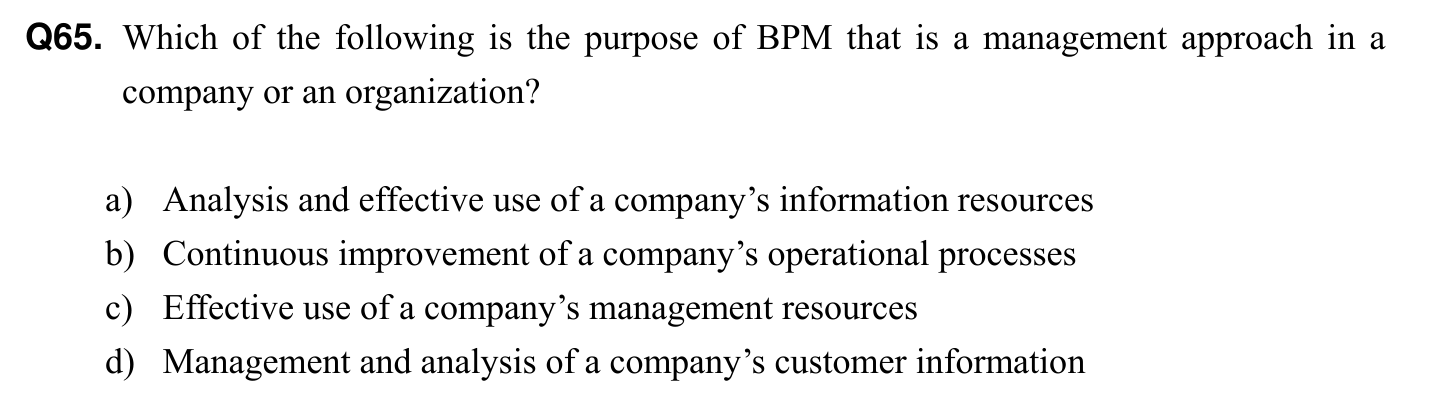 Q65. Which of the following is the purpose of BPM that is a management approach in a
company or an organization?
a) Analysis and effective use of a company’s information resources
b) Continuous improvement of a company’s operational processes
c) Effective use of a company’s management resources
d) Management and analysis of a company’s customer information